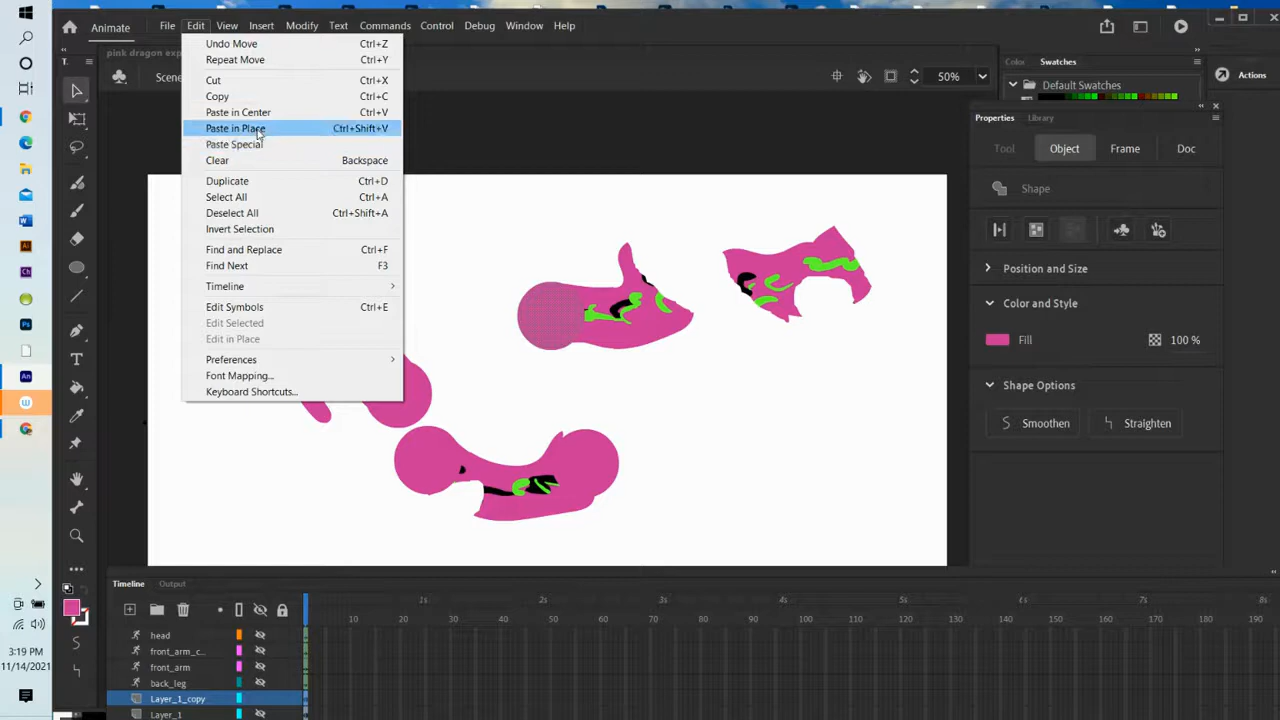 Animate File Edit View Insert Modify Text Commands Control Debug Window Help
pink dragon exp
Scene
50%
Undo Move Ctrl+Z
Repeat Move Ctrl+Y
Cut Ctrl+X
Copy Ctrl+C
Paste in Center Ctrl+V
Paste in Place Ctrl+Shift+V
Paste Special
Clear Backspace
Duplicate Ctrl+D
Select All Ctrl+A
Deselect All Ctrl+Shift+A
Invert Selection
Find and Replace Ctrl+F
Find Next F3
Timeline
Edit Symbols Ctrl+E
Edit Selected
Edit in Place
Preferences
Font Mapping...
Keyboard Shortcuts...
Color Swatches
Default Swatches
Actions
Properties Library
Tool Object Frame Doc
Shape
Position and Size
Color and Style
Fill 100 %
Shape Options
Smoothen Straighten
Timeline Output
1s 2s 3s 4s 5s 6s 7s 8s
10 20 30 40 50 60 70 80 90 100 110 120 130 140 150 160 170 180 190
head
front_arm_c...
front_arm
back_leg
Layer_1_copy
Layer_1
3:19 PM
11/14/2021